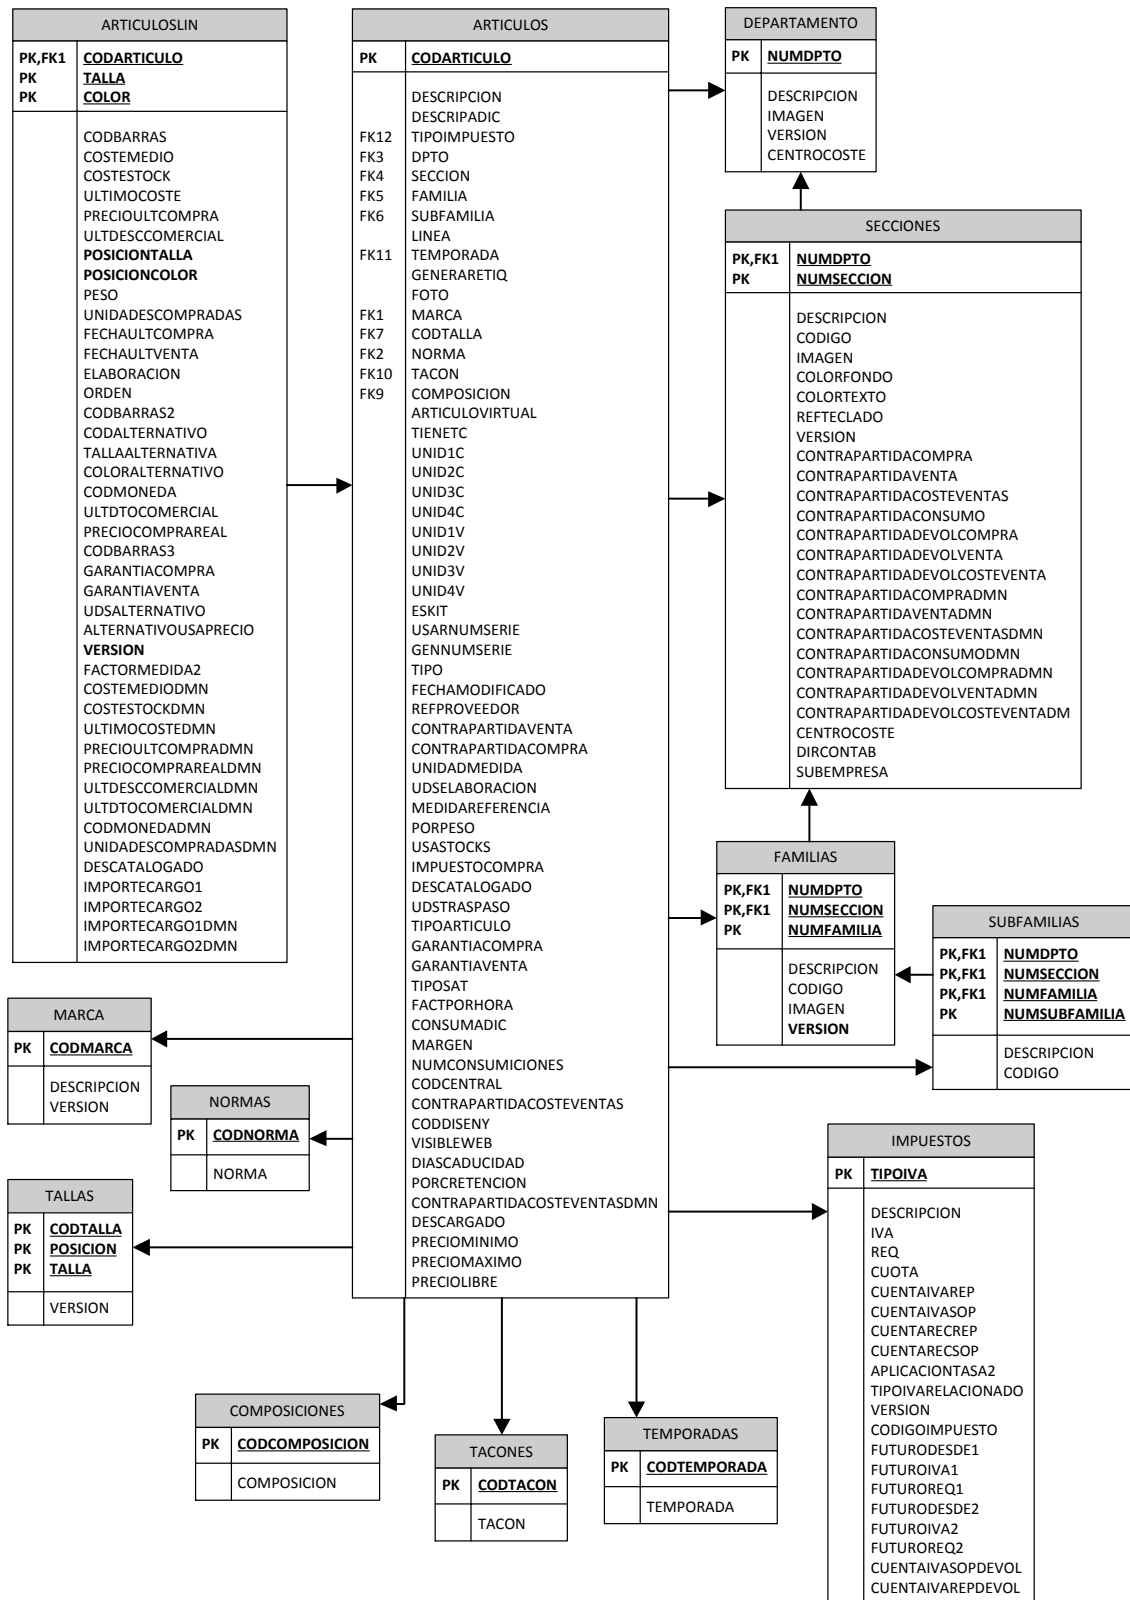 ARTICULOSLIN
PK,FK1 CODARTICULO
PK TALLA
PK COLOR
CODBARRAS
COSTEMEDIO
COSTESTOCK
ULTIMOCOSTE
PRECIOULTCOMPRA
ULTDESCCOMERCIAL
POSICIONTALLA
POSICIONCOLOR
PESO
UNIDADESCOMPRADAS
FECHAULTCOMPRA
FECHAULTVENTA
ELABORACION
ORDEN
CODBARRAS2
CODALTERNATIVO
TALLAALTERNATIVA
COLORALTERNATIVO
CODMONEDA
ULTDTOCOMERCIAL
PRECIOCOMPRAREAL
CODBARRAS3
GARANTIACOMPRA
GARANTIAVENTA
UDSALTERNATIVO
ALTERNATIVOUSAPRECIO
VERSION
FACTORMEDIDA2
COSTEMEDIODMN
COSTESTOCKDMN
ULTIMOCOSTEDMN
PRECIOULTCOMPRADMN
PRECIOCOMPRAREALDMN
ULTDESCCOMERCIALDMN
ULTDTOCOMERCIALDMN
CODMONEDADMN
UNIDADESCOMPRADASDMN
DESCATALOGADO
IMPORTECARGO1
IMPORTECARGO2
IMPORTECARGO1DMN
IMPORTECARGO2DMN
ARTICULOS
PK CODARTICULO
DESCRIPCION
DESCRIPADIC
FK12 TIPOIMPUESTO
FK3 DPTO
FK4 SECCION
FK5 FAMILIA
FK6 SUBFAMILIA
LINEA
FK11 TEMPORADA
GENERARETIQ
FOTO
FK1 MARCA
FK7 CODTALLA
FK2 NORMA
FK10 TACON
FK9 COMPOSICION
ARTICULOVIRTUAL
TIENETC
UNID1C
UNID2C
UNID3C
UNID4C
UNID1V
UNID2V
UNID3V
UNID4V
ESKIT
USARNUMSERIE
GENNUMSERIE
TIPO
FECHAMODIFICADO
REFPROVEEDOR
CONTRAPARTIDAVENTA
CONTRAPARTIDACOMPRA
UNIDADMEDIDA
UDSELABORACION
MEDIDAREFERENCIA
PORPESO
USASTOCKS
IMPUESTOCOMPRA
DESCATALOGADO
UDSTRASPASO
TIPOARTICULO
GARANTIACOMPRA
GARANTIAVENTA
TIPOSAT
FACTPORHORA
CONSUMADIC
MARGEN
NUMCONSUMICIONES
CODCENTRAL
CONTRAPARTIDACOSTEVENTAS
CODDISENY
VISIBLEWEB
DIASCADUCIDAD
PORCRETENCION
CONTRAPARTIDACOSTEVENTASDMN
DESCARGADO
PRECIOMINIMO
PRECIOMAXIMO
PRECIOLIBRE
DEPARTAMENTO
PK NUMDPTO
DESCRIPCION
IMAGEN
VERSION
CENTROCOSTE
SECCIONES
PK,FK1 NUMDPTO
PK NUMSECCION
DESCRIPCION
CODIGO
IMAGEN
COLORFONDO
COLORTEXTO
REFTECLADO
VERSION
CONTRAPARTIDACOMPRA
CONTRAPARTIDAVENTA
CONTRAPARTIDACOSTEVENTAS
CONTRAPARTIDACONSUMO
CONTRAPARTIDADEVOLCOMPRA
CONTRAPARTIDADEVOLVENTA
CONTRAPARTIDADEVOLCOSTEVENTA
CONTRAPARTIDACOMPRADMN
CONTRAPARTIDAVENTADMN
CONTRAPARTIDACOSTEVENTASDMN
CONTRAPARTIDACONSUMODMN
CONTRAPARTIDADEVOLCOMPRADMN
CONTRAPARTIDADEVOLVENTADMN
CONTRAPARTIDADEVOLCOSTEVENTADM
CENTROCOSTE
DIRCONTAB
SUBEMPRESA
FAMILIAS
PK,FK1 NUMDPTO
PK,FK1 NUMSECCION
PK NUMFAMILIA
DESCRIPCION
CODIGO
IMAGEN
VERSION
SUBFAMILIAS
PK,FK1 NUMDPTO
PK,FK1 NUMSECCION
PK,FK1 NUMFAMILIA
PK NUMSUBFAMILIA
DESCRIPCION
CODIGO
MARCA
PK CODMARCA
DESCRIPCION
VERSION
NORMAS
PK CODNORMA
NORMA
TALLAS
PK CODTALLA
PK POSICION
PK TALLA
VERSION
IMPUESTOS
PK TIPOIVA
DESCRIPCION
IVA
REQ
CUOTA
CUENTAIVAREP
CUENTAIVASOP
CUENTARECREP
CUENTARECSOP
APLICACIONTASA2
TIPOIVARELACIONADO
VERSION
CODIGOIMPUESTO
FUTURODESDE1
FUTUROIVA1
FUTUROREQ1
FUTURODESDE2
FUTUROIVA2
FUTUROREQ2
CUENTAIVASOPDEVOL
CUENTAIVAREPDEVOL
COMPOSICIONES
PK CODCOMPOSICION
COMPOSICION
TACONES
PK CODTACON
TACON
TEMPORADAS
PK CODTEMPORADA
TEMPORADA